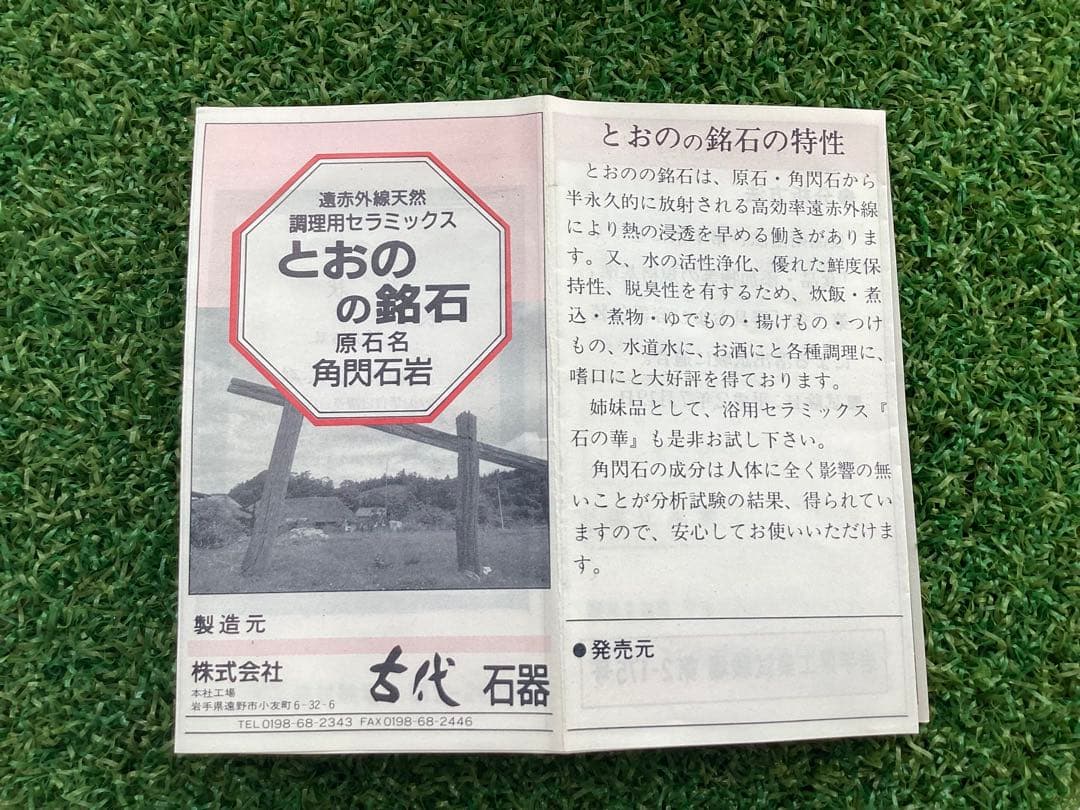 遠赤外線天然
調理用セラミックス
とおの
の銘石
原石名
角閃石岩
製造元
株式会社 古代 石器
本社工場
岩手県遠野市小友町6-32-6
TEL0198-68-2343 FAX0198-68-2446
とおのの銘石の特性
とおのの銘石は、原石・角閃石から
半永久的に放射される高効率遠赤外線
により熱の浸透を早める働きがありま
す。又、水の活性浄化、優れた鮮度保
持性、脱臭性を有するため、炊飯・煮
込・煮物・ゆでもの・揚げもの・つけ
もの、水道水に、お酒にと各種調理に、
嗜口にと大好評を得ております。
姉妹品として、浴用セラミックス『
石の華』も是非お試し下さい。
角閃石の成分は人体に全く影響の無
いことが分析試験の結果、得られてい
ますので、安心してお使いいただけま
す。
●発売元